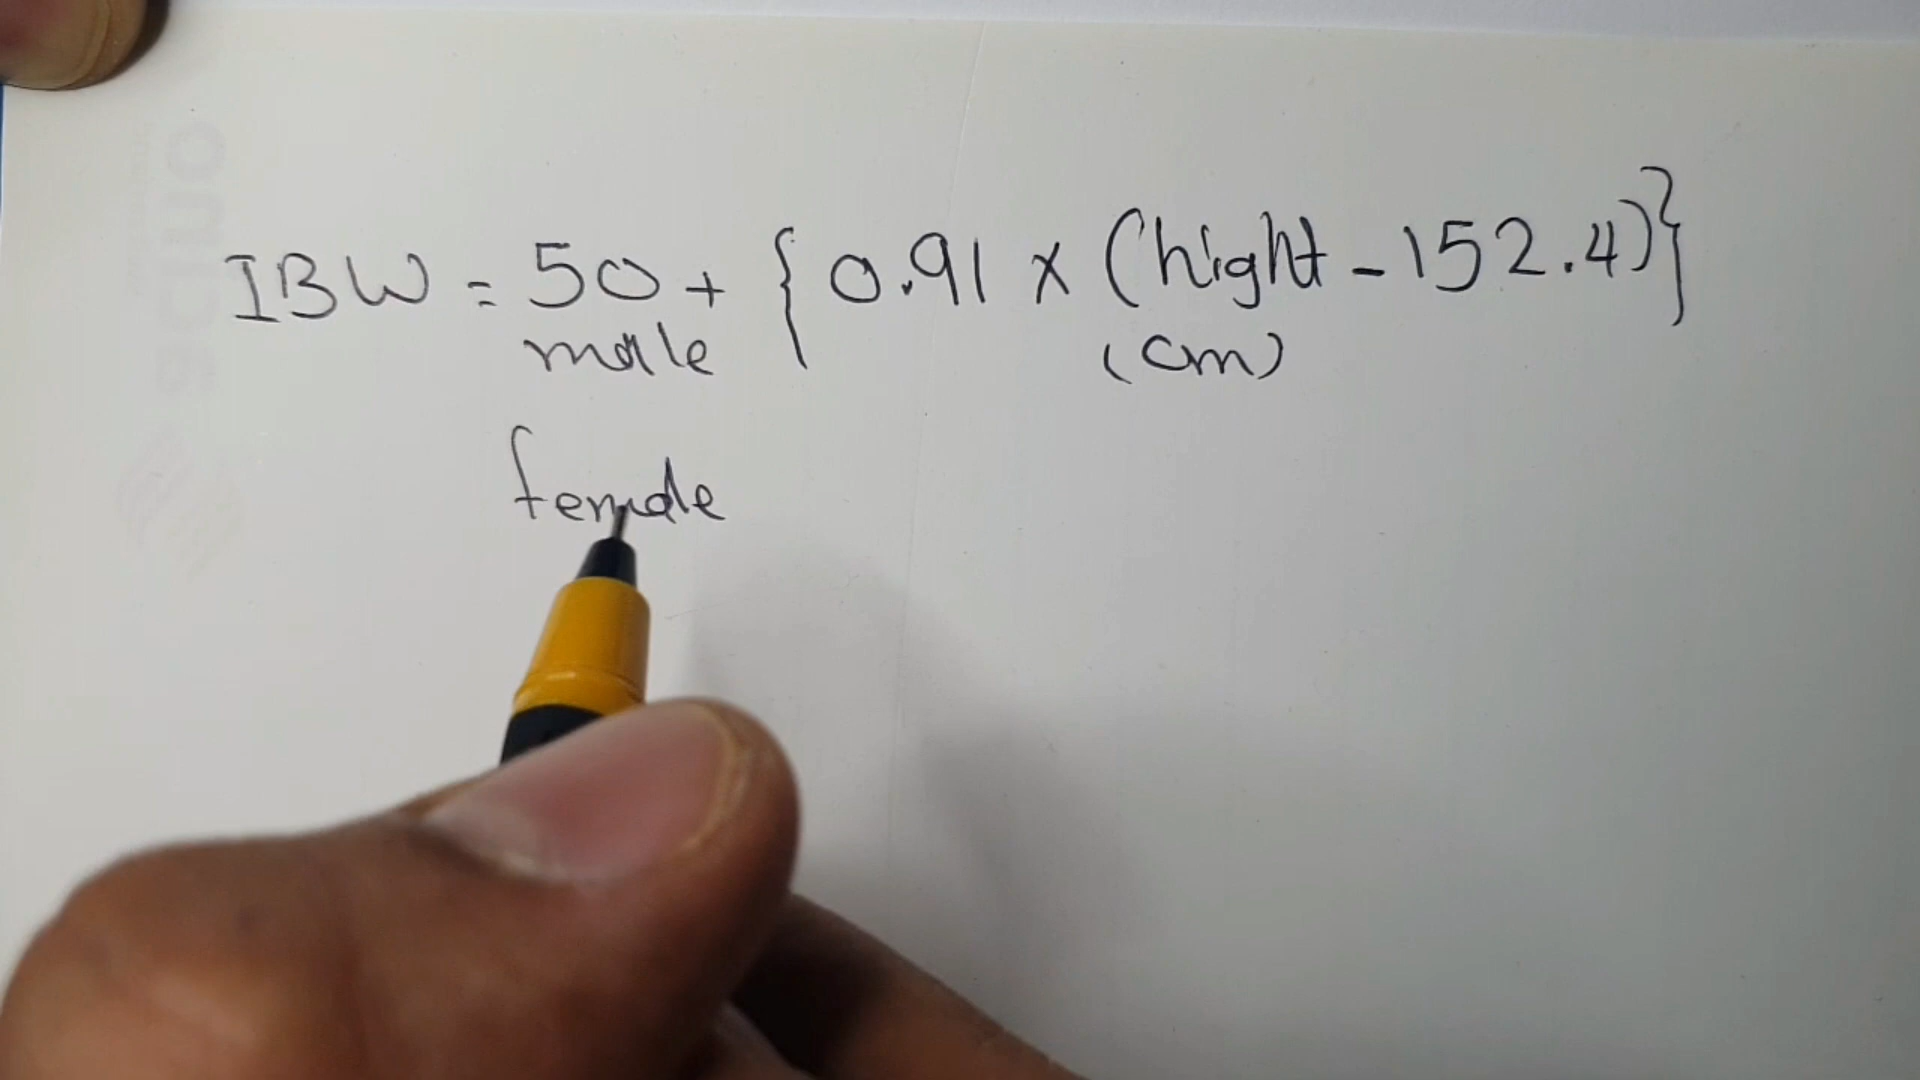 IBW = 50 + { 0.91 × (hight - 152.4)}
male (cm)
female